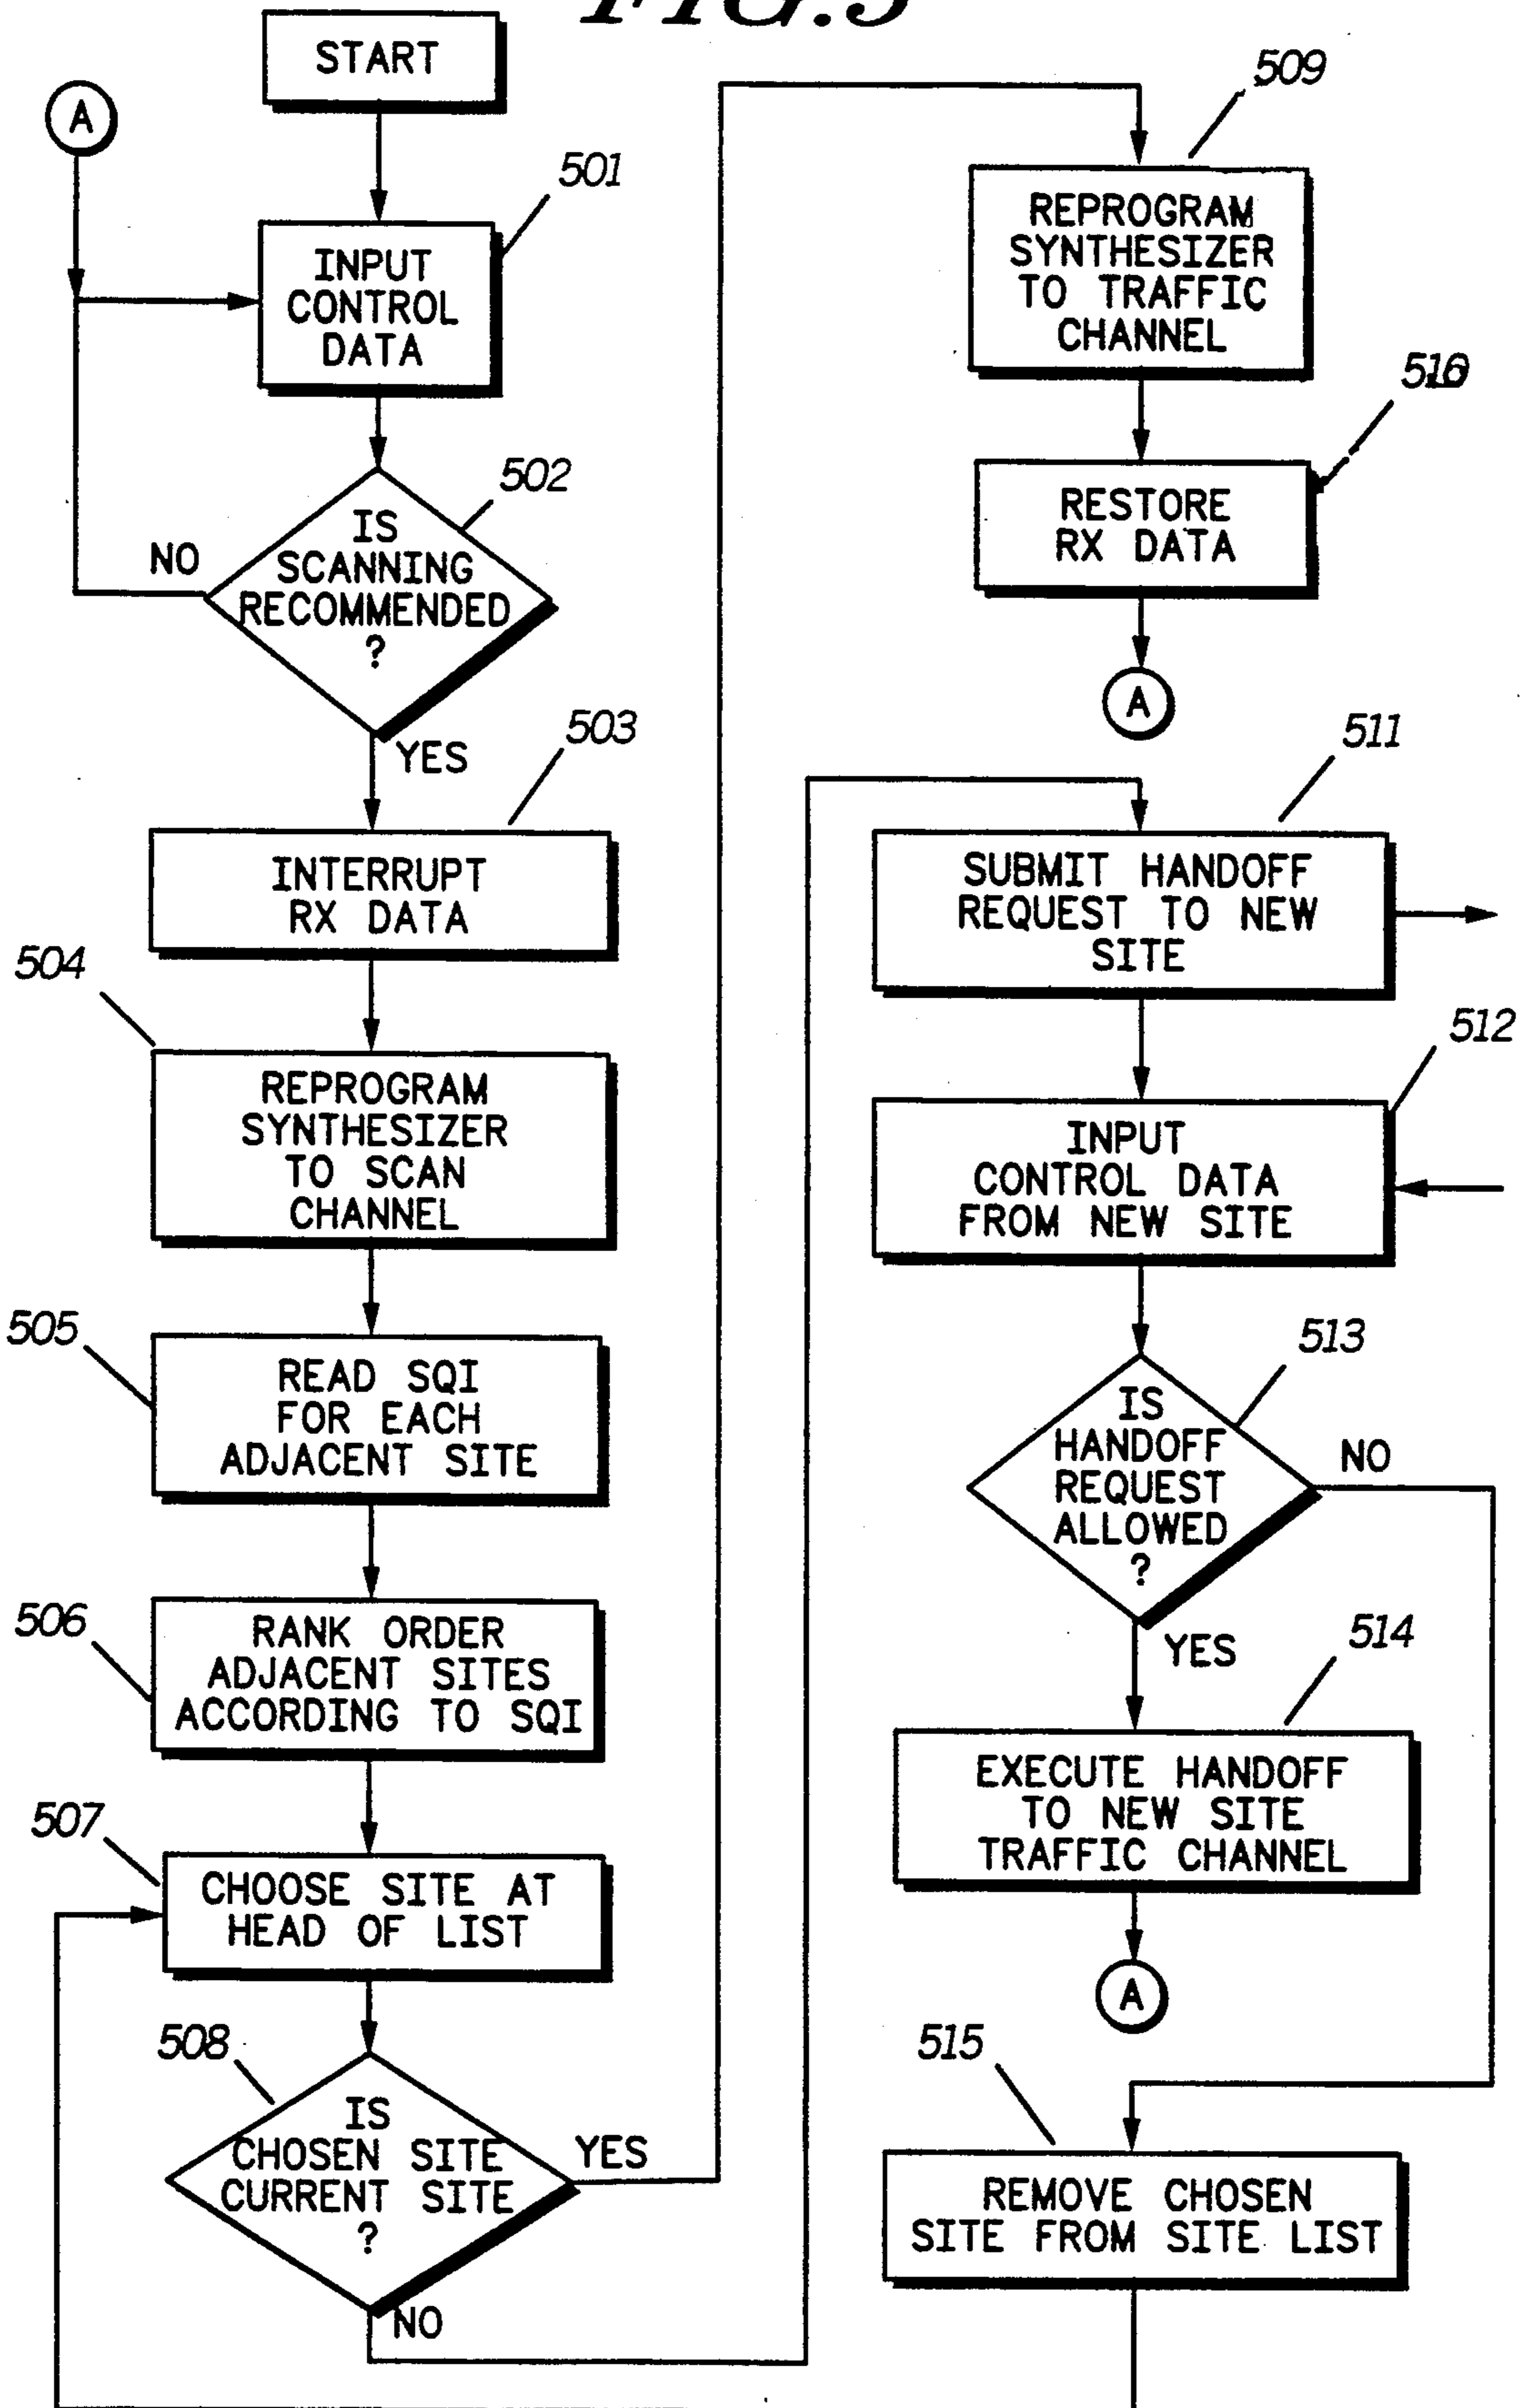 FIG.5
START
A
501
INPUT
CONTROL
DATA
502
IS
SCANNING
RECOMMENDED
?
NO
YES
503
INTERRUPT
RX DATA
504
REPROGRAM
SYNTHESIZER
TO SCAN
CHANNEL
505
READ SQI
FOR EACH
ADJACENT SITE
506
RANK ORDER
ADJACENT SITES
ACCORDING TO SQI
507
CHOOSE SITE AT
HEAD OF LIST
508
IS
CHOSEN SITE
CURRENT SITE
?
YES
NO
509
REPROGRAM
SYNTHESIZER
TO TRAFFIC
CHANNEL
510
RESTORE
RX DATA
A
511
SUBMIT HANDOFF
REQUEST TO NEW
SITE
512
INPUT
CONTROL DATA
FROM NEW SITE
513
IS
HANDOFF
REQUEST
ALLOWED
?
NO
YES
514
EXECUTE HANDOFF
TO NEW SITE
TRAFFIC CHANNEL
A
515
REMOVE CHOSEN
SITE FROM SITE LIST